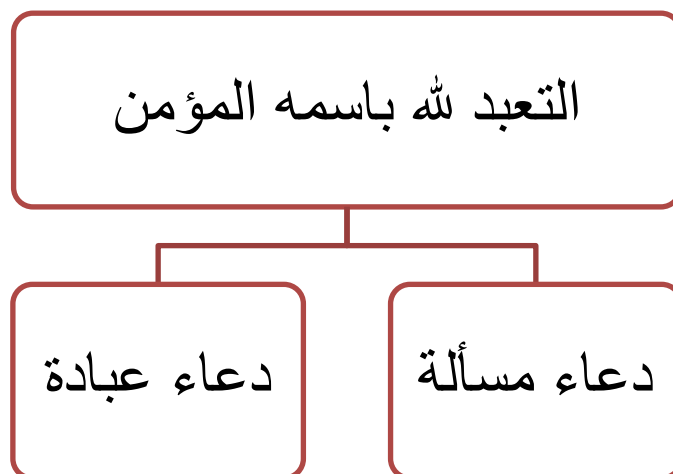 التعبد لله باسمه المؤمن
دعاء مسألة
دعاء عبادة